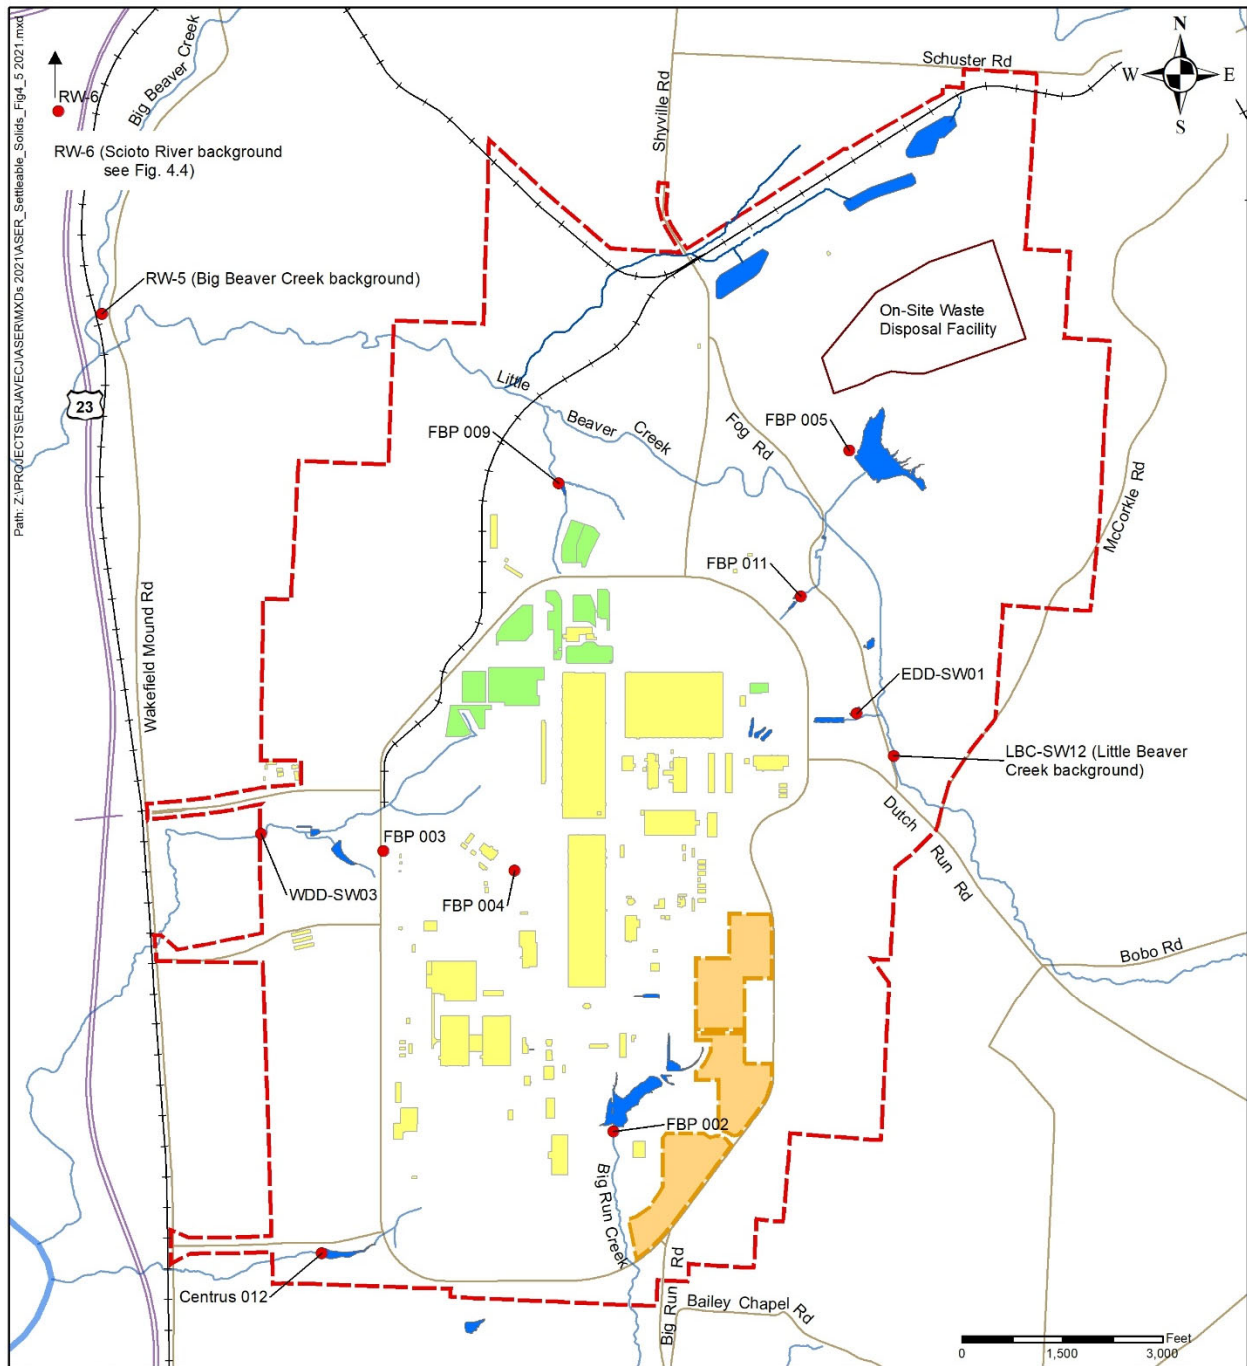 Path: Z:\PROJECTS\ERJAVECJ\ASER\MXDs 2021\ASER_Settleable_Solids_Fig4_5 2021.mxd
Big Beaver Creek
RW-6
RW-6 (Scioto River background
see Fig. 4.4)
Shyville Rd
Schuster Rd
N
W
E
S
RW-5 (Big Beaver Creek background)
On-Site Waste
Disposal Facility
23
Little
Beaver
Creek
FBP 009
Fog Rd
FBP 005
McCorkle Rd
FBP 011
Wakefield Mound Rd
EDD-SW01
LBC-SW12 (Little Beaver
Creek background)
Dutch
Run
Rd
FBP 003
WDD-SW03
FBP 004
Bobo Rd
FBP 002
Big Run Creek
Centrus 012
Big Run Rd
Bailey Chapel Rd
Feet
0
1,500
3,000